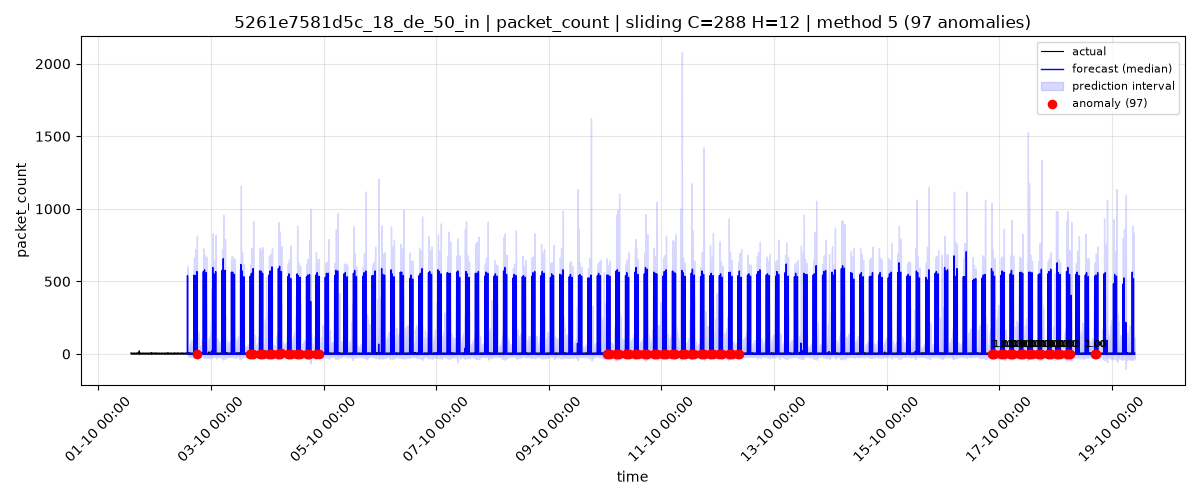 5261e7581d5c_18_de_50_in | packet_count | sliding C=288 H=12 | method 5 (97 anomalies)
actual
forecast (median)
prediction interval
anomaly (97)
packet_count
2000
1500
1000
500
0
01-10 00:00
03-10 00:00
05-10 00:00
07-10 00:00
09-10 00:00
11-10 00:00
13-10 00:00
15-10 00:00
17-10 00:00
19-10 00:00
time